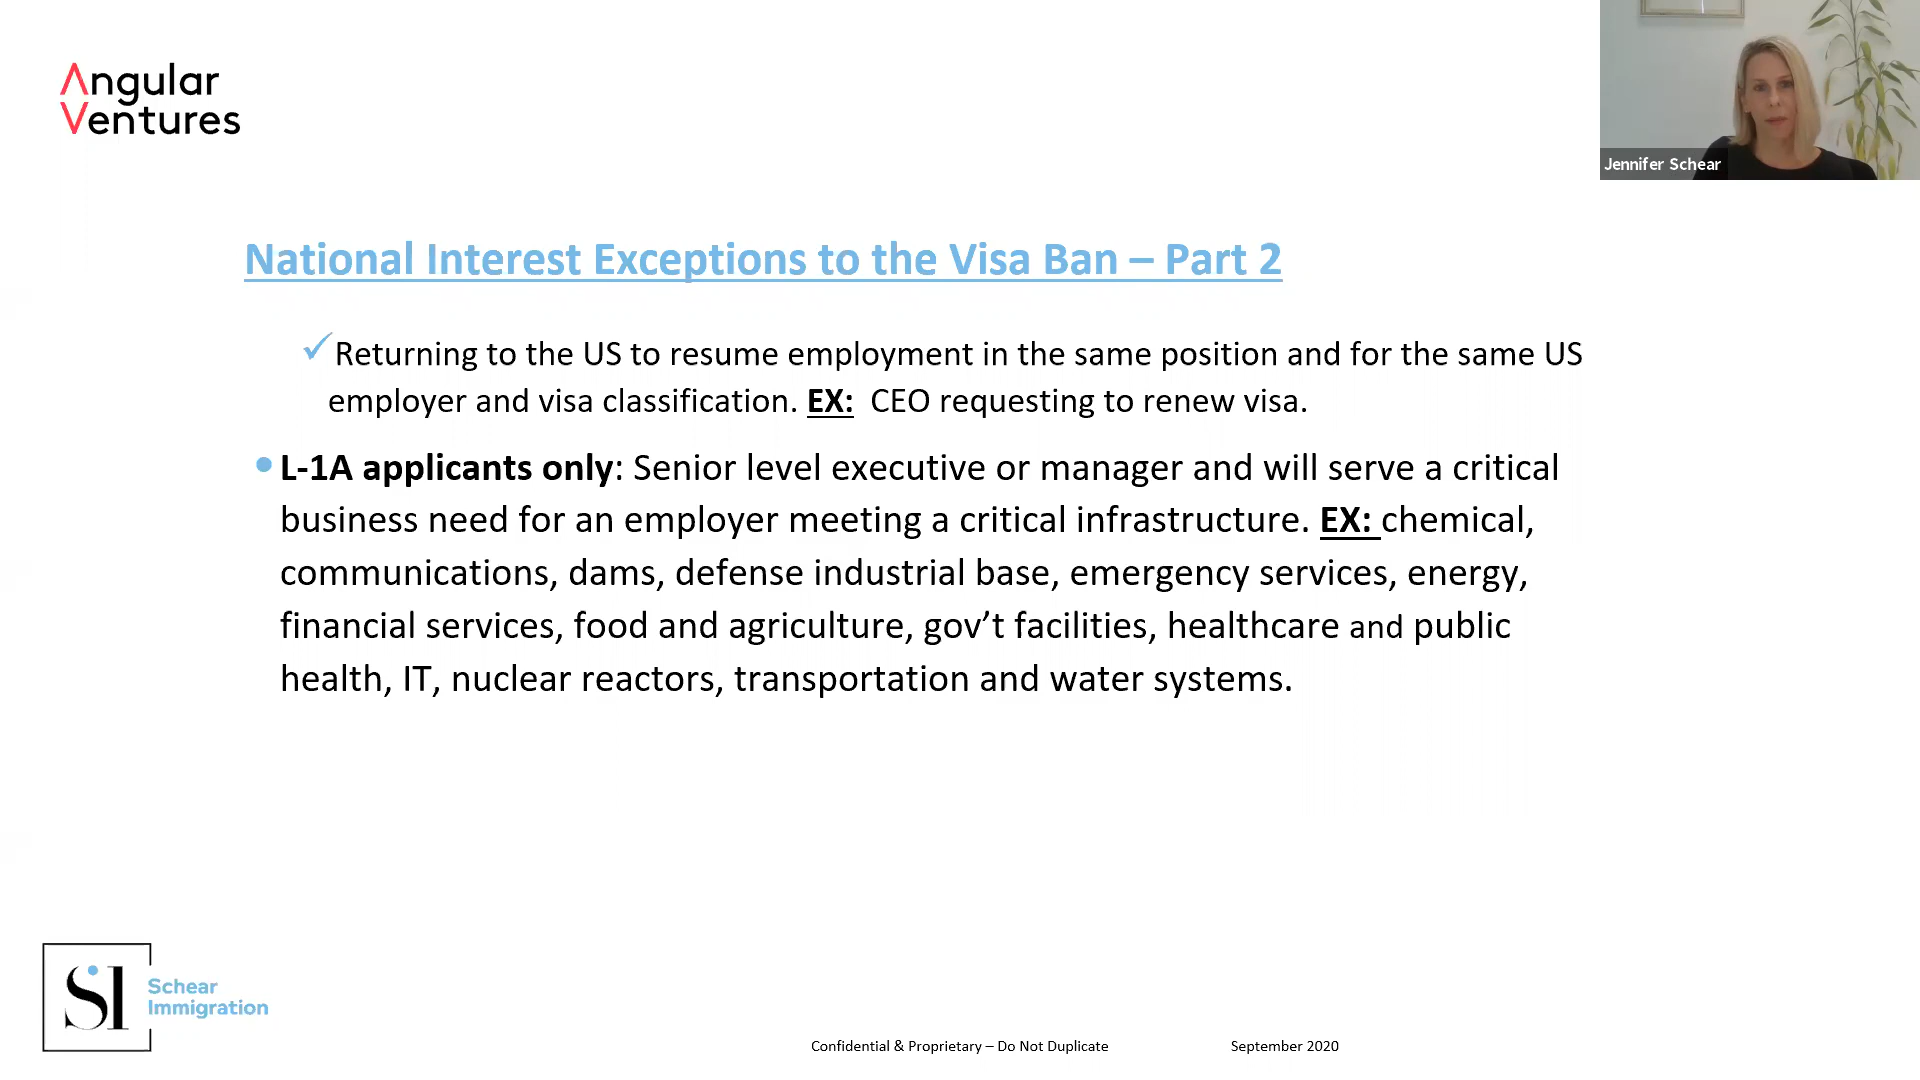 Angular
Ventures
Jennifer Schear
National Interest Exceptions to the Visa Ban – Part 2
✓Returning to the US to resume employment in the same position and for the same US
employer and visa classification. EX:  CEO requesting to renew visa.
•L-1A applicants only: Senior level executive or manager and will serve a critical
business need for an employer meeting a critical infrastructure. EX: chemical,
communications, dams, defense industrial base, emergency services, energy,
financial services, food and agriculture, gov’t facilities, healthcare and public
health, IT, nuclear reactors, transportation and water systems.
SI
Schear
Immigration
Confidential & Proprietary – Do Not Duplicate
September 2020